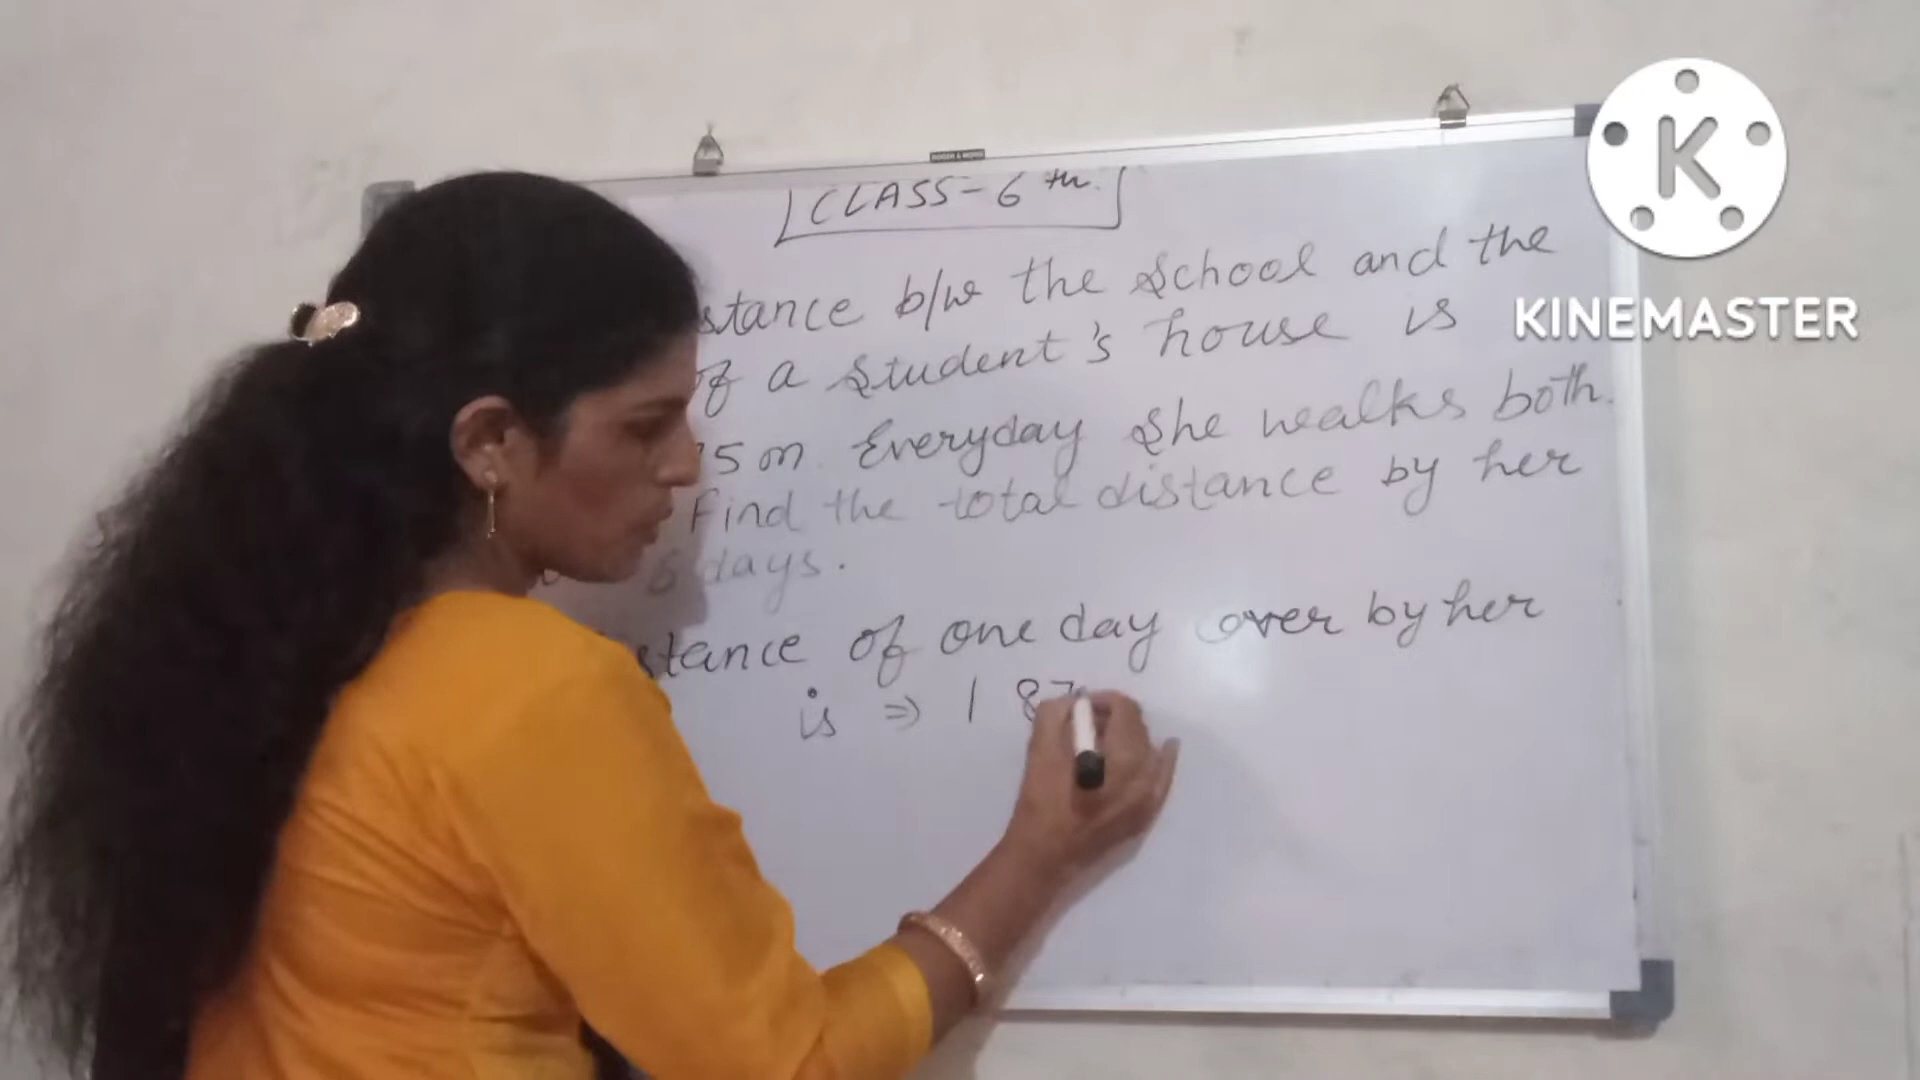 CLASS-6th.
stance b/w the School and the
of a Student's house is
75 m. Everyday She walks both.
Find the total distance by her
6 days.
stance of one day over by her
is ⇒ 1 87
K
KINEMASTER